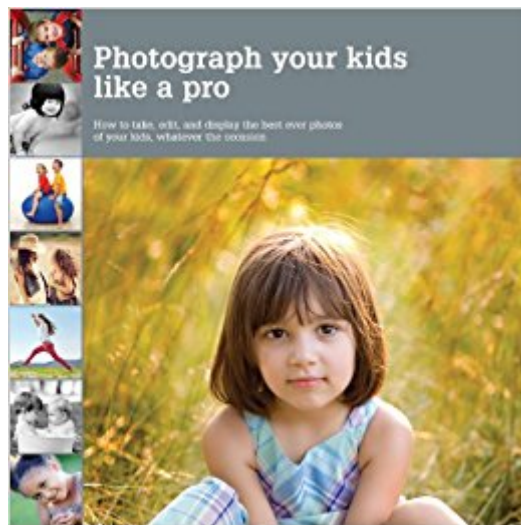 Photograph your kids
like a pro
How to take, edit, and display the best ever photos
of your kids, whatever the occasion